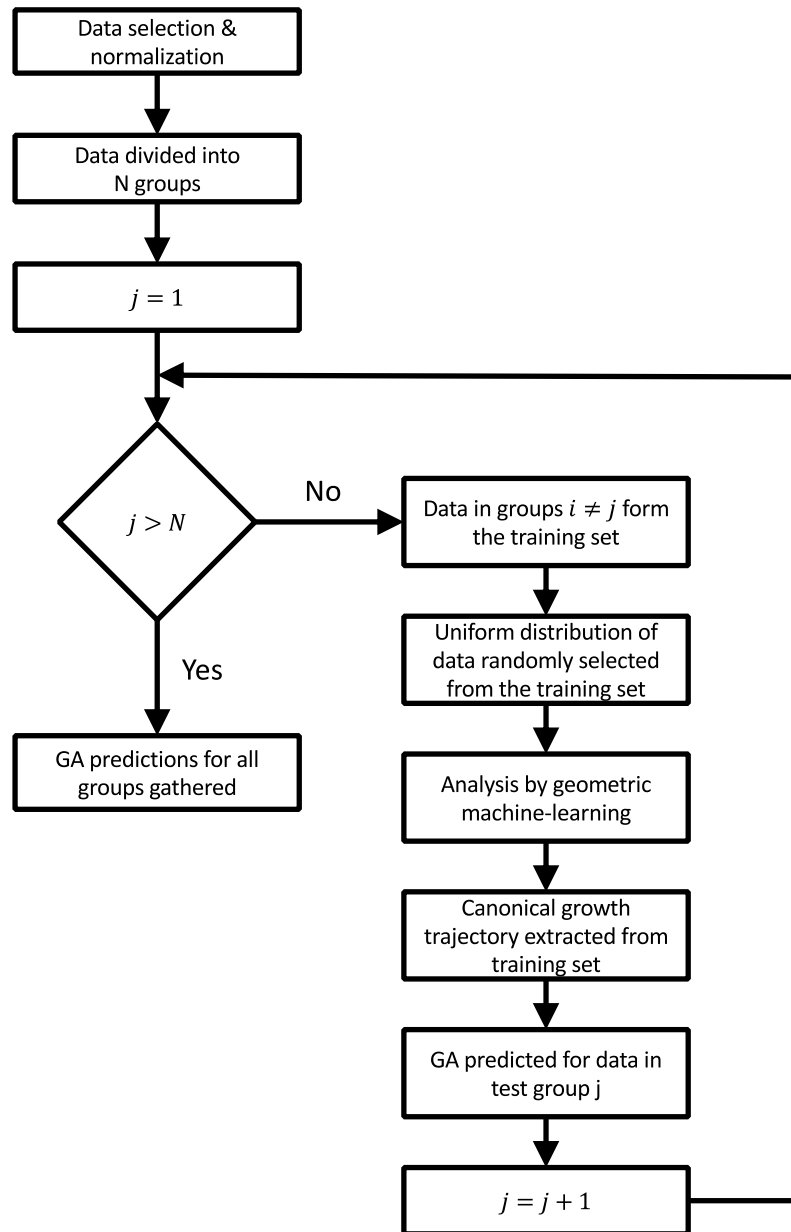 Data selection &
normalization
Data divided into
N groups
j = 1
j > N
No
Yes
GA predictions for all
groups gathered
Data in groups i ≠ j form
the training set
Uniform distribution of
data randomly selected
from the training set
Analysis by geometric
machine-learning
Canonical growth
trajectory extracted from
training set
GA predicted for data in
test group j
j = j + 1